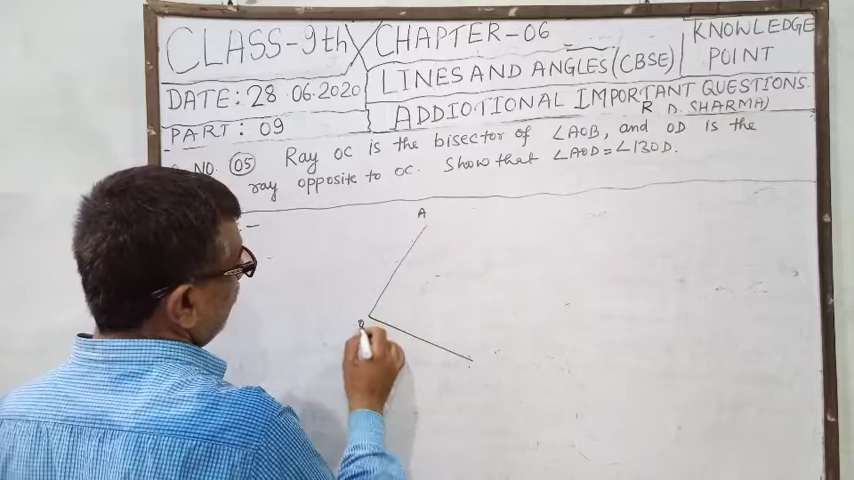 CLASS-9th
CHAPTER-06
KNOWLEDGE
POINT
LINES AND ANGLES (CBSE)
DATE: 28.06.2020
ADDIOTIONAL IMPORTANT QUESTIONS.
R.D. SHARMA)
PART: 09
NO. 05 Ray OC is the bisector of ∠AOB, and OD is the
ray opposite to OC. Show that ∠AOD=∠BOD.
A